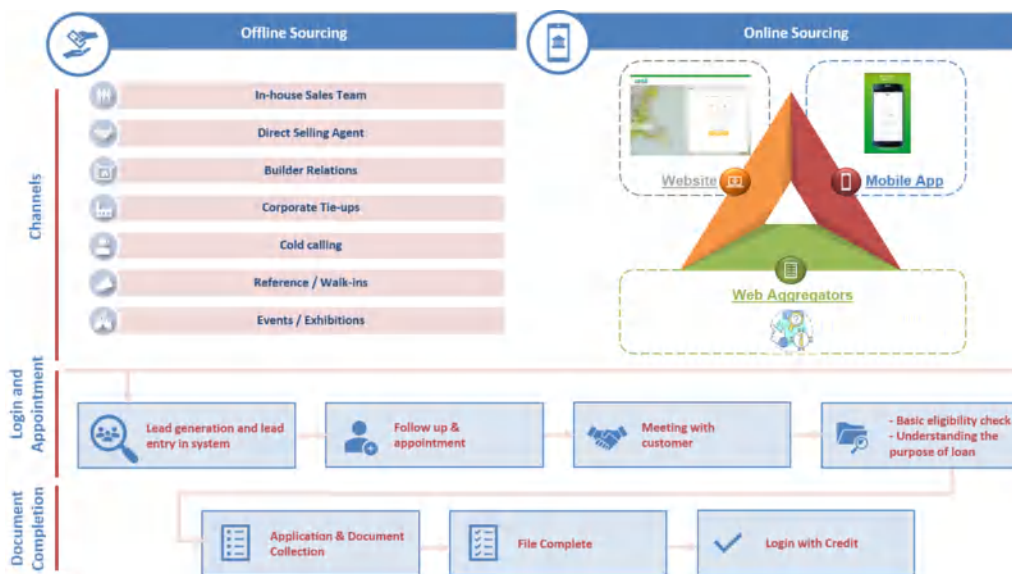 Offline Sourcing
Online Sourcing
Channels
In-house Sales Team
Direct Selling Agent
Builder Relations
Corporate Tie-ups
Cold calling
Reference / Walk-ins
Events / Exhibitions
Website
Mobile App
Web Aggregators
Login and
Appointment
Lead generation and lead
entry in system
Follow up &
appointment
Meeting with
customer
- Basic eligibility check
- Understanding the
purpose of loan
Document
Completion
Application & Document
Collection
File Complete
Login with Credit